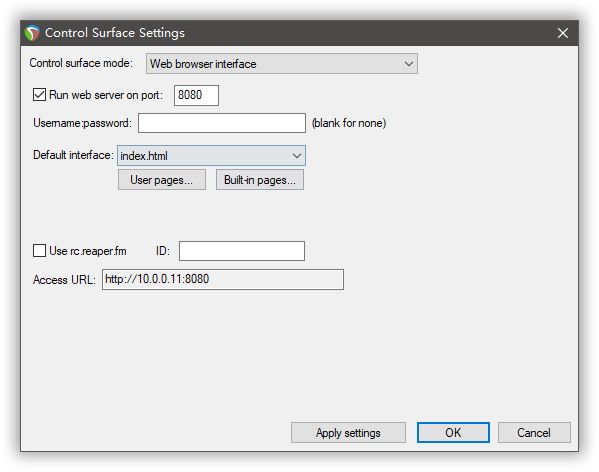 Control Surface Settings
Control surface mode: Web browser interface
Run web server on port: 8080
Username:password: (blank for none)
Default interface: index.html
User pages... Built-in pages...
Use rc.reaper.fm ID:
Access URL: http://10.0.0.11:8080
Apply settings OK Cancel